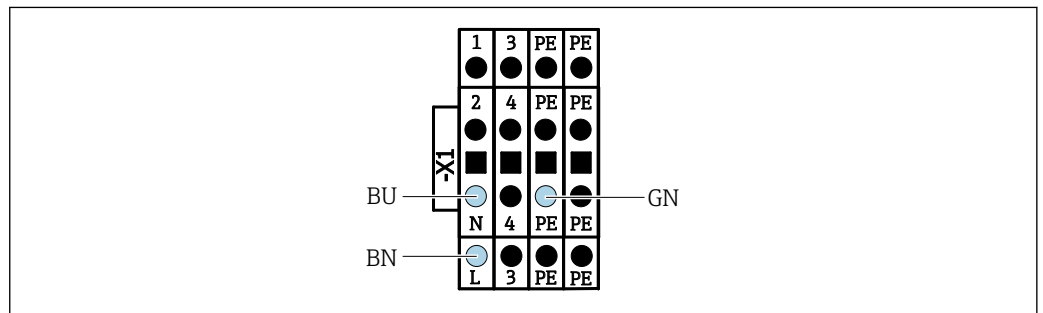 1 3 PE PE
2 4 PE PE
-X1
BU
GN
N 4 PE PE
BN
L 3 PE PE